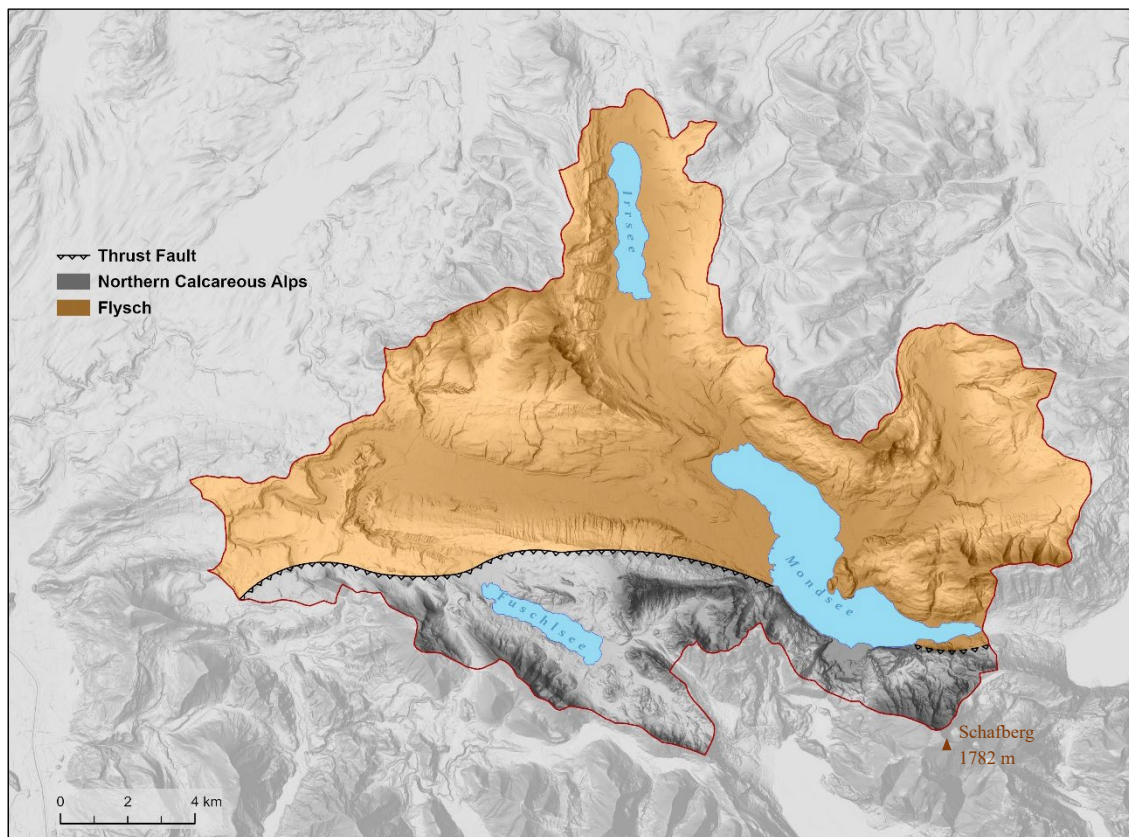 Irrsee
Thrust Fault
Northern Calcareous Alps
Flysch
Mondsee
Fuschlsee
Schafberg
1782 m
0 2 4 km